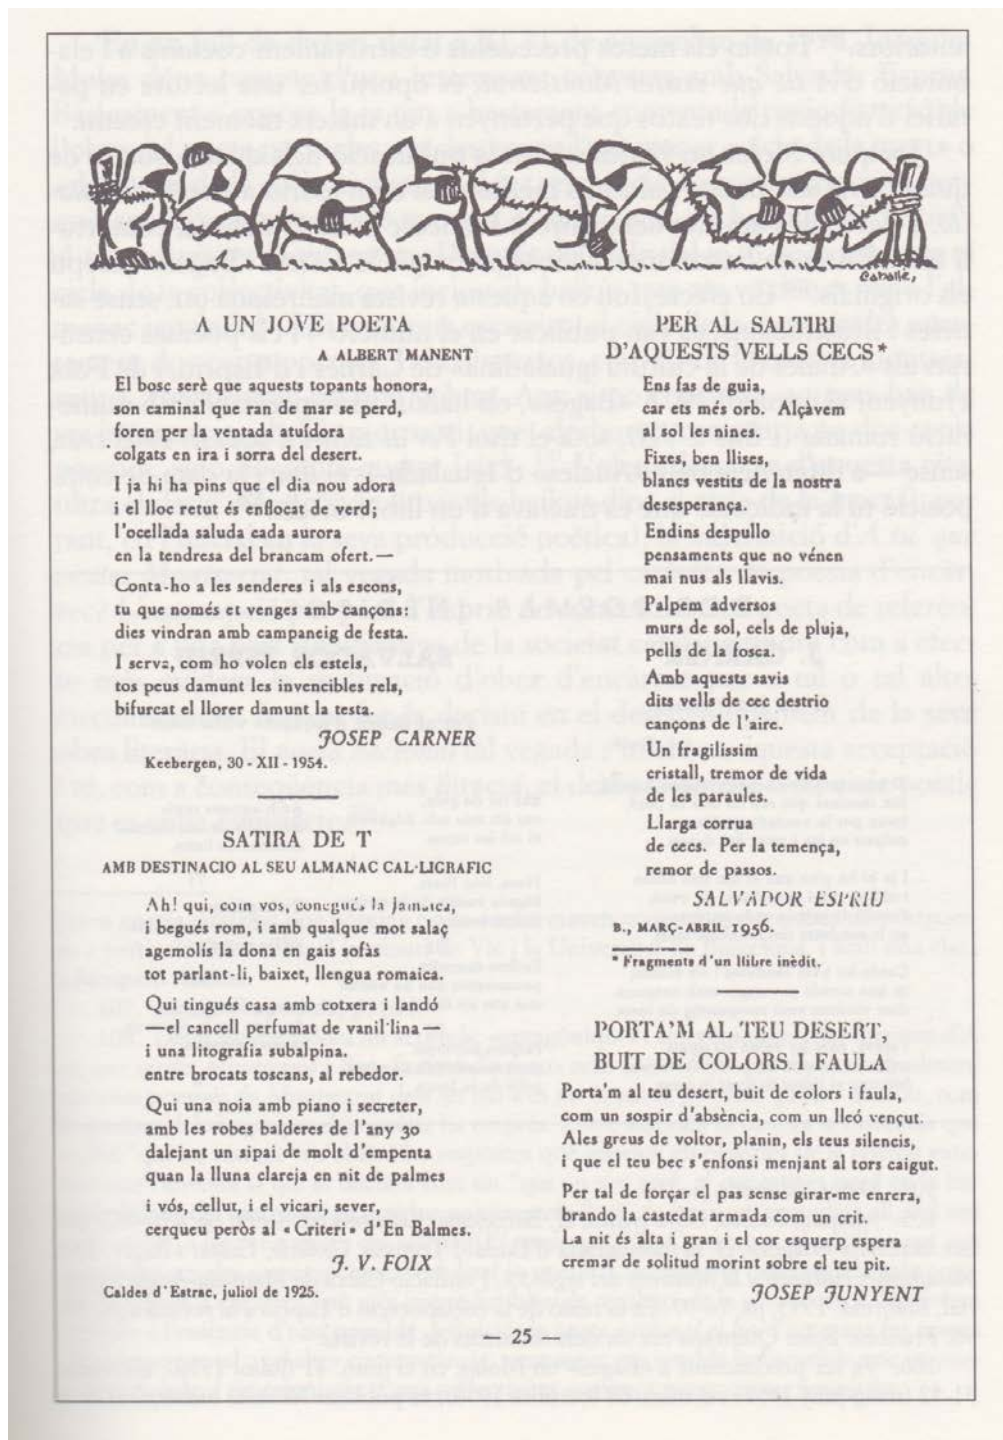 Caballé,
A UN JOVE POETA
A ALBERT MANENT
El bosc serè que aquests topants honora,
son caminal que ran de mar se perd,
foren per la ventada atuídora
colgats en ira i sorra del desert.
I ja hi ha pins que el dia nou adora
i el lloc retut és enflocat de verd;
l'ocellada saluda cada aurora
en la tendresa del brancam ofert.—
Conta-ho a les senderes i als escons,
tu que només et venges amb cançons;
dies vindran amb campaneig de festa.
I serva, com ho volen els estels,
tos peus damunt les invencibles rels,
bifurcat el llorer damunt la testa.
JOSEP CARNER
Keebergen, 30 - XII - 1954.
SATIRA DE T
AMB DESTINACIO AL SEU ALMANAC CAL·LIGRAFIC
Ah! qui, com vos, conegués la Jamaica,
i begués rom, i amb qualque mot salaç
agemolís la dona en gais sofàs
tot parlant-li, baixet, llengua romaica.
Qui tingués casa amb cotxera i landó
—el cancell perfumat de vanil·lina—
i una litografia subalpina.
entre brocats toscans, al rebedor.
Qui una noia amb piano i secreter,
amb les robes balderes de l'any 30
dalejant un sipai de molt d'empenta
quan la lluna clareja en nit de palmes
i vós, cellut, i el vicari, sever,
cerqueu peròs al « Criteri » d'En Balmes.
J. V. FOIX
Caldes d'Estrac, juliol de 1925.
PER AL SALTIRI
D'AQUESTS VELLS CECS*
Ens fas de guia,
car ets més orb. Alçàvem
al sol les nines.
Fixes, ben llises,
blancs vestits de la nostra
desesperança.
Endins despullo
pensaments que no vénen
mai nus als llavis.
Palpem adversos
murs de sol, cels de pluja,
pells de la fosca.
Amb aquests savis
dits vells de cec destrio
cançons de l'aire.
Un fragilíssim
cristall, tremor de vida
de les paraules.
Llarga corrua
de cecs. Per la temença,
remor de passos.
SALVADOR ESPRIU
B., MARÇ-ABRIL 1956.
* Fragments d'un llibre inèdit.
PORTA'M AL TEU DESERT,
BUIT DE COLORS I FAULA
Porta'm al teu desert, buit de colors i faula,
com un sospir d'absència, com un lleó vençut.
Ales greus de voltor, planin, els teus silencis,
i que el teu bec s'enfonsi menjant al tors caigut.
Per tal de forçar el pas sense girar-me enrera,
brando la castedat armada com un crit.
La nit és alta i gran i el cor esquerp espera
cremar de solitud morint sobre el teu pit.
JOSEP JUNYENT
— 25 —